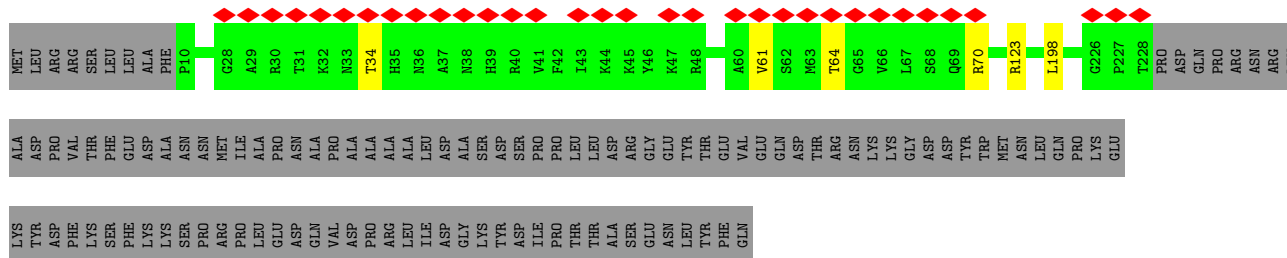 MET LEU ARG ARG SER LEU LEU ALA PHE P10 G28 A29 R30 T31 K32 N33 T34 H35 N36 A37 N38 H39 R40 V41 F42 I43 K44 K45 Y46 K47 R48 A60 V61 S62 M63 T64 G65 V66 L67 S68 Q69 R70 R123 L198 G226 P227 T228 PRO ASP GLN PRO ARG ASN ARG
ALA ASP PRO VAL THR PHE GLU ASP ALA ASN ASN MET ILE ALA PRO ASN ALA PRO ALA ALA ALA ALA LEU ASP ALA SER ASP SER PRO PRO LEU LEU ASP ARG GLY GLU TYR THR GLU VAL GLU GLN ASP THR ARG ASN LYS LYS GLY ASP ASP TYR TRP MET ASN LEU GLN PRO LYS GLU
LYS TYR ASP PHE LYS SER PHE LYS LYS SER PRO ARG PRO LEU GLU ASP GLN VAL ASP PRO ARG LEU ILE ASP GLY LYS TYR ASP ILE PRO THR THR ALA SER GLU ASN LEU TYR PHE GLN